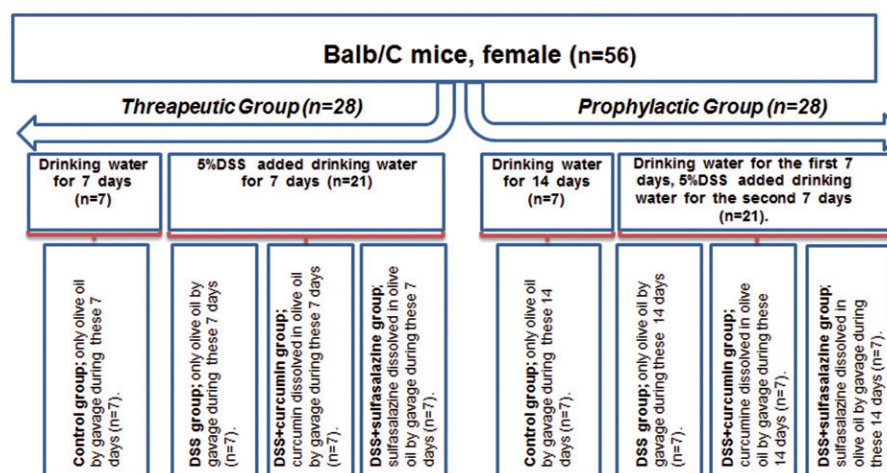 Balb/C mice, female (n=56)
Threapeutic Group (n=28)
Prophylactic Group (n=28)
Drinking water
for 7 days
(n=7)
5%DSS added drinking water
for 7 days (n=21)
Drinking water
for 14 days
(n=7)
Drinking water for the first 7
days, 5%DSS added drinking
water for the second 7 days
(n=21).
Control group; only olive oil
by gavage during these 7
days (n=7).
DSS group; only olive oil by
gavage during these 7 days
(n=7).
DSS+curcumin group;
curcumin dissolved in olive oil
by gavage during these 7 days
(n=7).
DSS+sulfasalazine group;
sulfasalazine dissolved in olive
oil by gavage during these 7
days (n=7).
Control group; only olive oil
by gavage during these 14
days (n=7).
DSS group; only olive oil by
gavage during these 14 days
(n=7).
DSS+curcumin group;
curcumine dissolved in olive
oil by gavage during these
14 days (n=7).
DSS+sulfasalazine group;
sulfasalazine dissolved in
olive oil by gavage during
these 14 days (n=7).